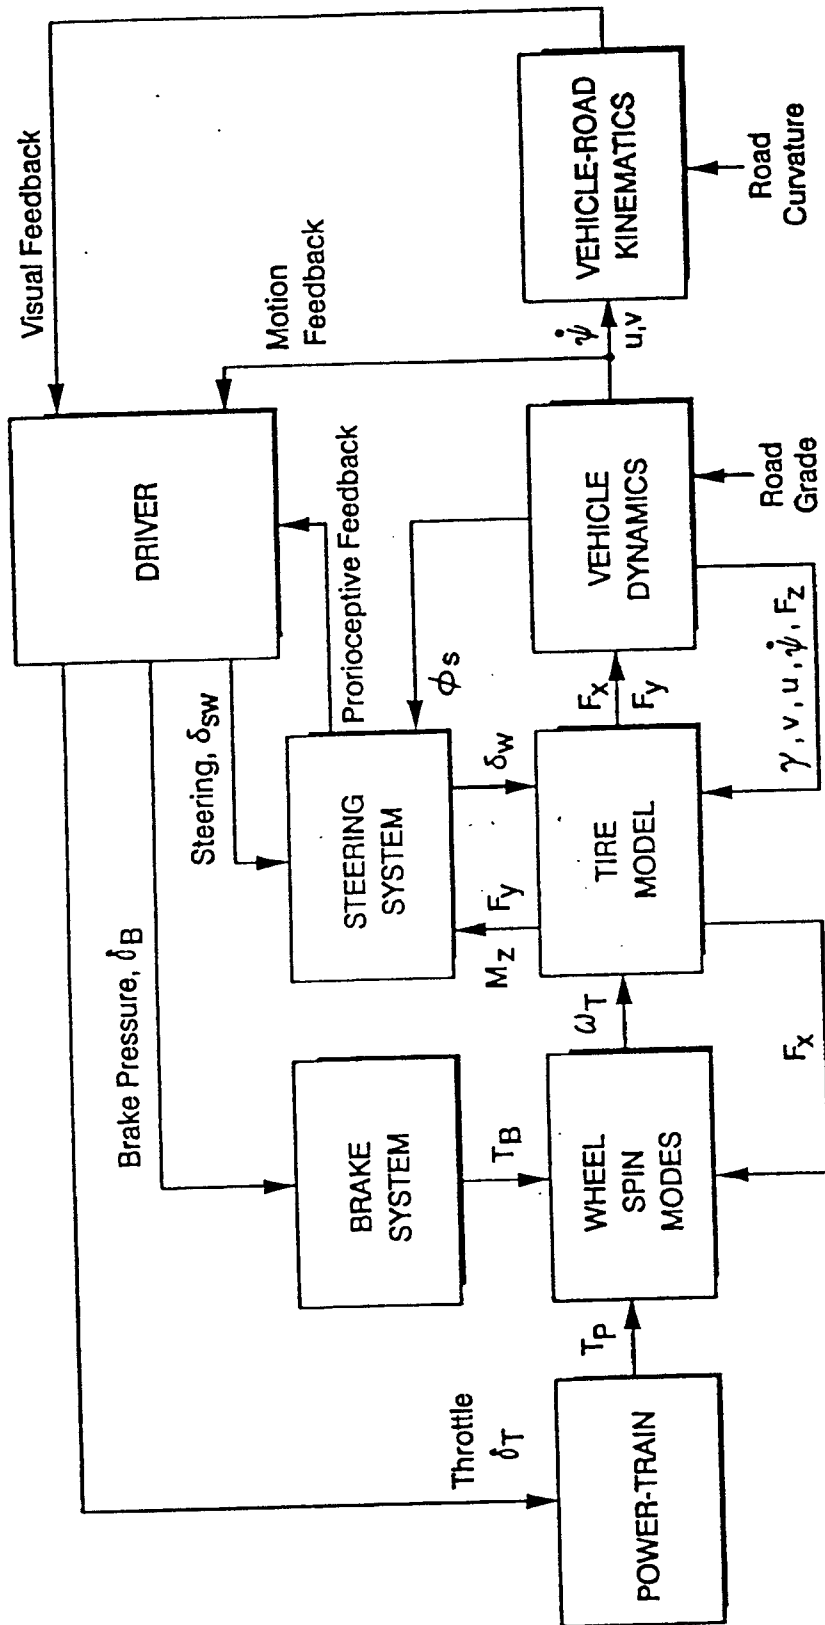 Visual Feedback
DRIVER
Motion
Feedback
Prorioceptive Feedback
Brake Pressure, δB
Steering, δSW
Throttle
δT
BRAKE
SYSTEM
STEERING
SYSTEM
ϕS
TB
MZ Fy
δW
POWER-TRAIN
TP
WHEEL
SPIN
MODES
ωT
TIRE
MODEL
Fx
Fy
VEHICLE
DYNAMICS
ψ̇
u,v
VEHICLE-ROAD
KINEMATICS
Fx
γ, v, u, ψ̇, FZ
Road
Grade
Road
Curvature